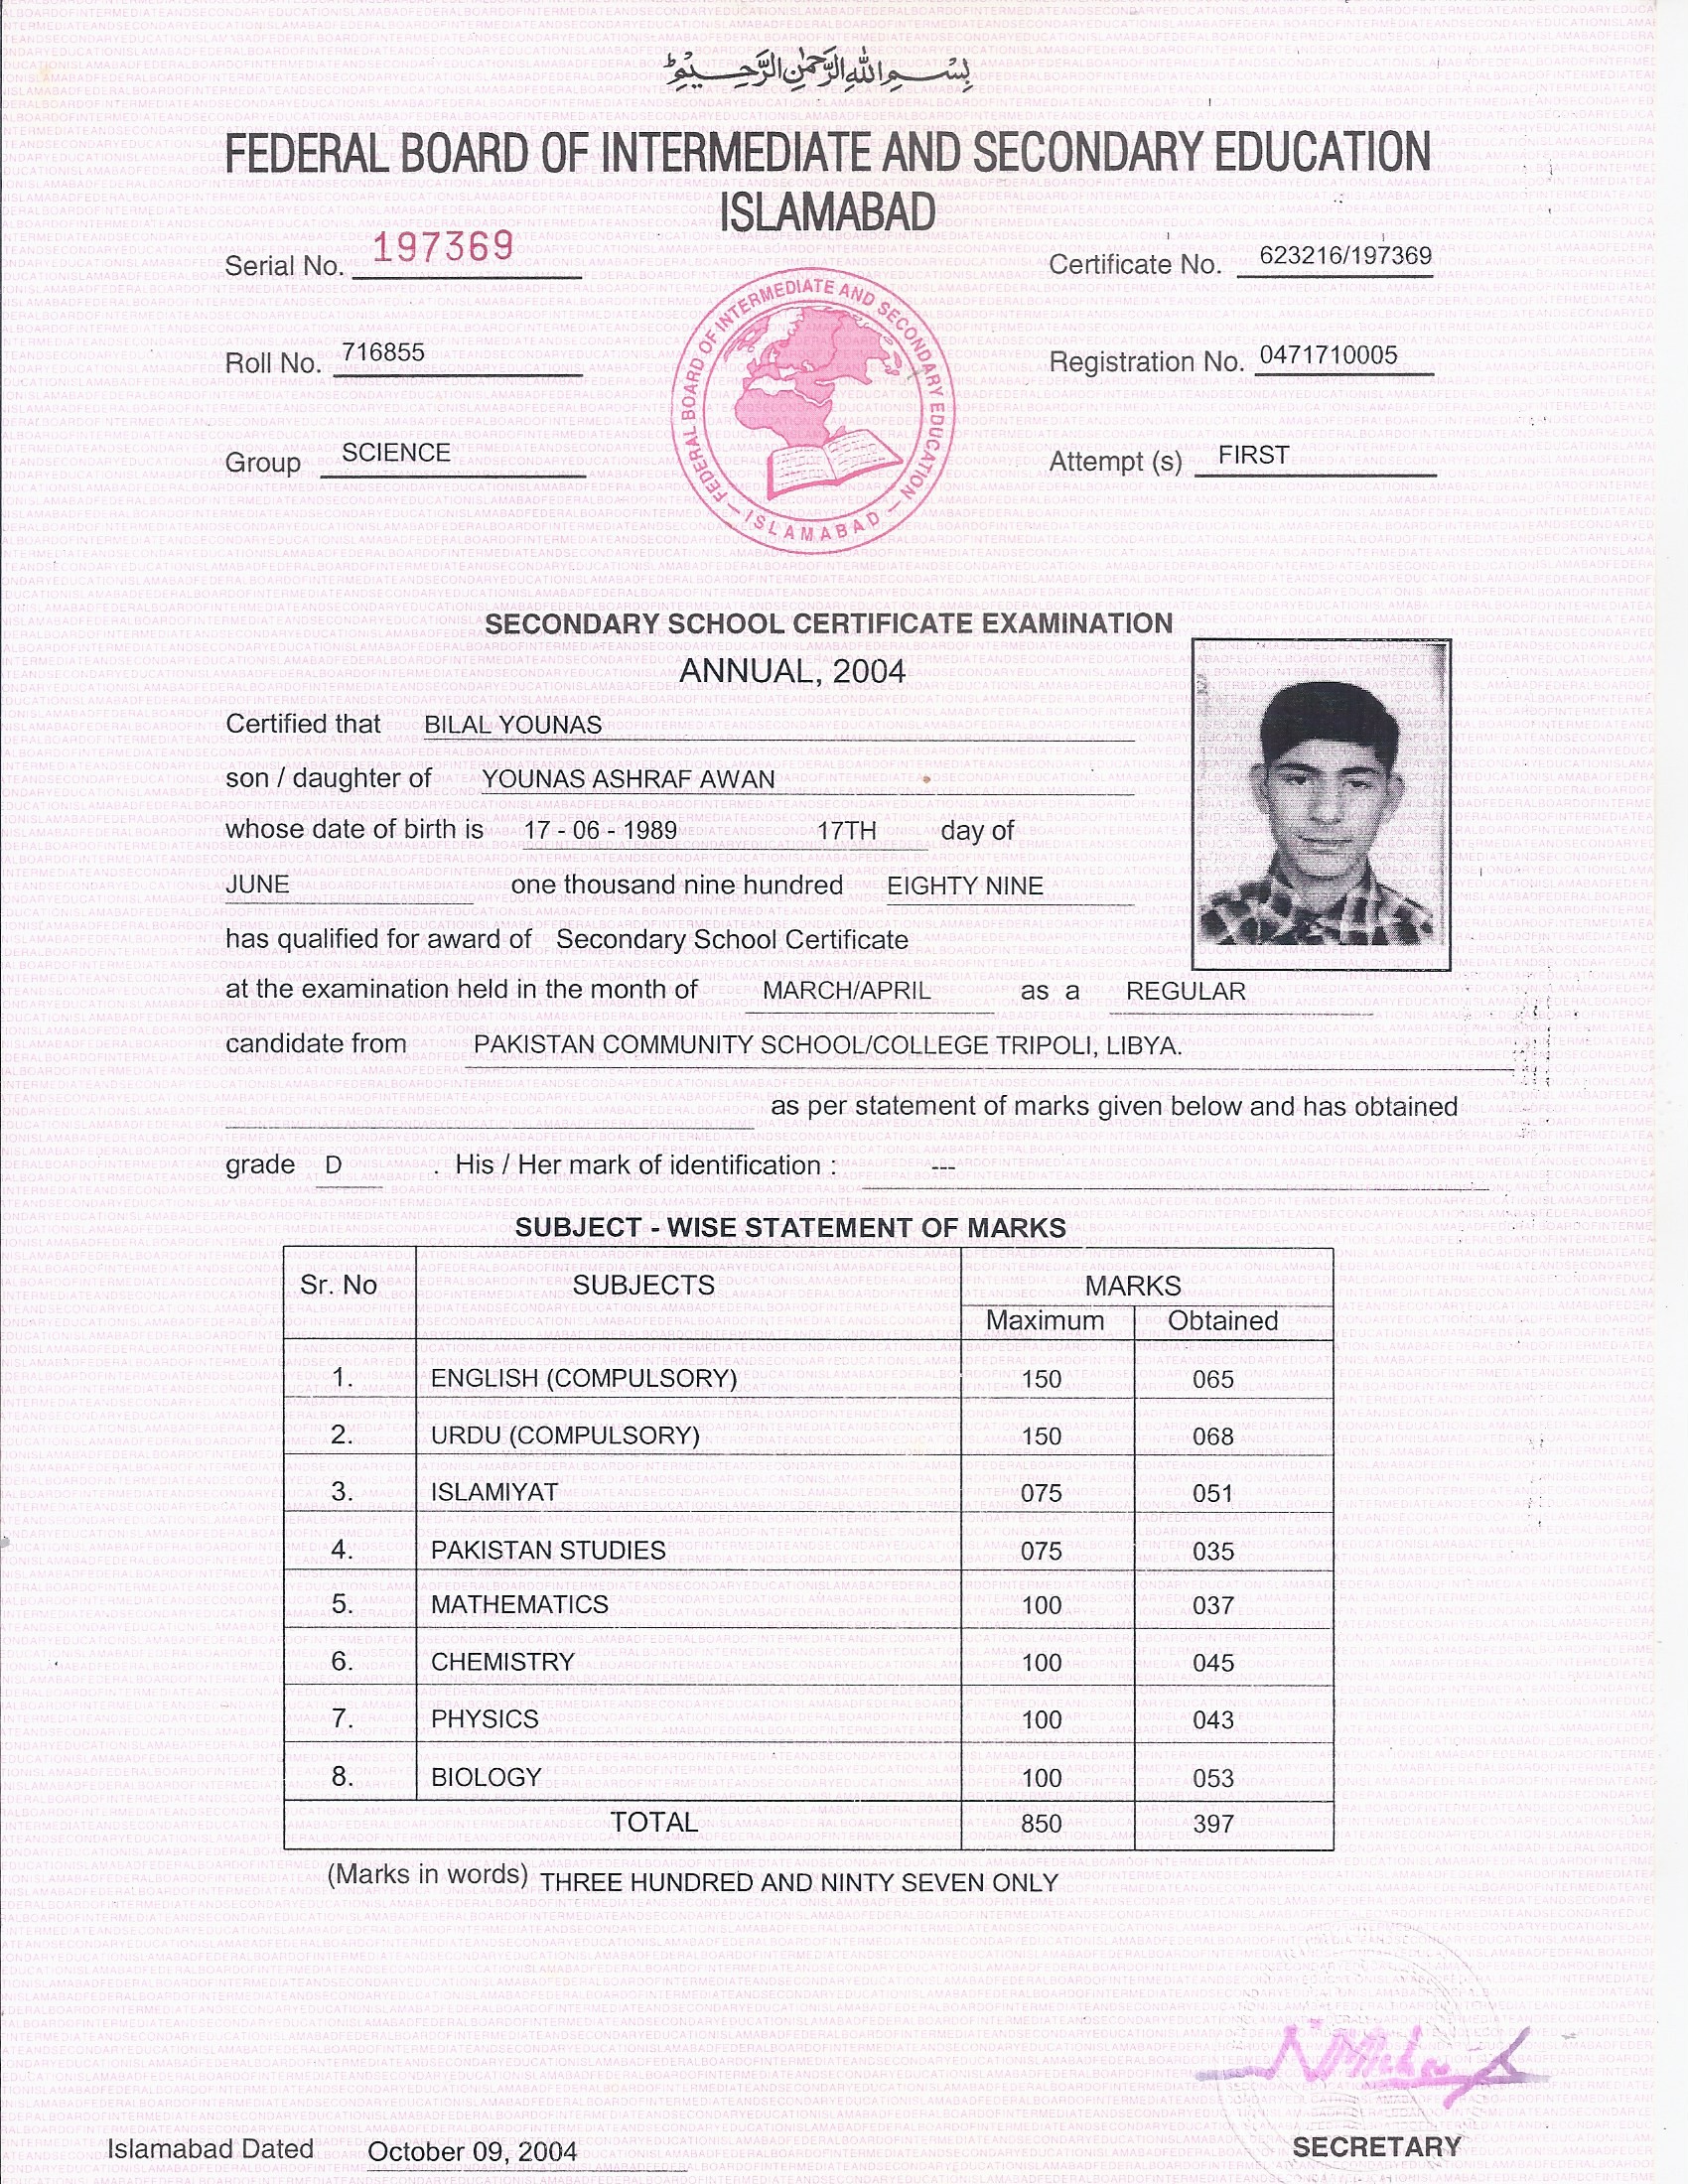 بِسْمِ اللهِ الرَّحْمٰنِ الرَّحِيْمِ
FEDERAL BOARD OF INTERMEDIATE AND SECONDARY EDUCATION
ISLAMABAD
Serial No. 197369 Certificate No. 623216/197369
Roll No. 716855 Registration No. 0471710005
Group SCIENCE Attempt (s) FIRST
FEDERAL BOARD OF INTERMEDIATE AND SECONDARY EDUCATION
— ISLAMABAD —
SECONDARY SCHOOL CERTIFICATE EXAMINATION
ANNUAL, 2004
Certified that BILAL YOUNAS
son / daughter of YOUNAS ASHRAF AWAN
whose date of birth is 17 - 06 - 1989 17TH day of
JUNE one thousand nine hundred EIGHTY NINE
has qualified for award of Secondary School Certificate
at the examination held in the month of MARCH/APRIL as a REGULAR
candidate from PAKISTAN COMMUNITY SCHOOL/COLLEGE TRIPOLI, LIBYA.
as per statement of marks given below and has obtained
grade D . His / Her mark of identification : ---
SUBJECT - WISE STATEMENT OF MARKS
Sr. No SUBJECTS MARKS
Maximum Obtained
1. ENGLISH (COMPULSORY) 150 065
2. URDU (COMPULSORY) 150 068
3. ISLAMIYAT 075 051
4. PAKISTAN STUDIES 075 035
5. MATHEMATICS 100 037
6. CHEMISTRY 100 045
7. PHYSICS 100 043
8. BIOLOGY 100 053
TOTAL 850 397
(Marks in words) THREE HUNDRED AND NINTY SEVEN ONLY
Islamabad Dated October 09, 2004 SECRETARY